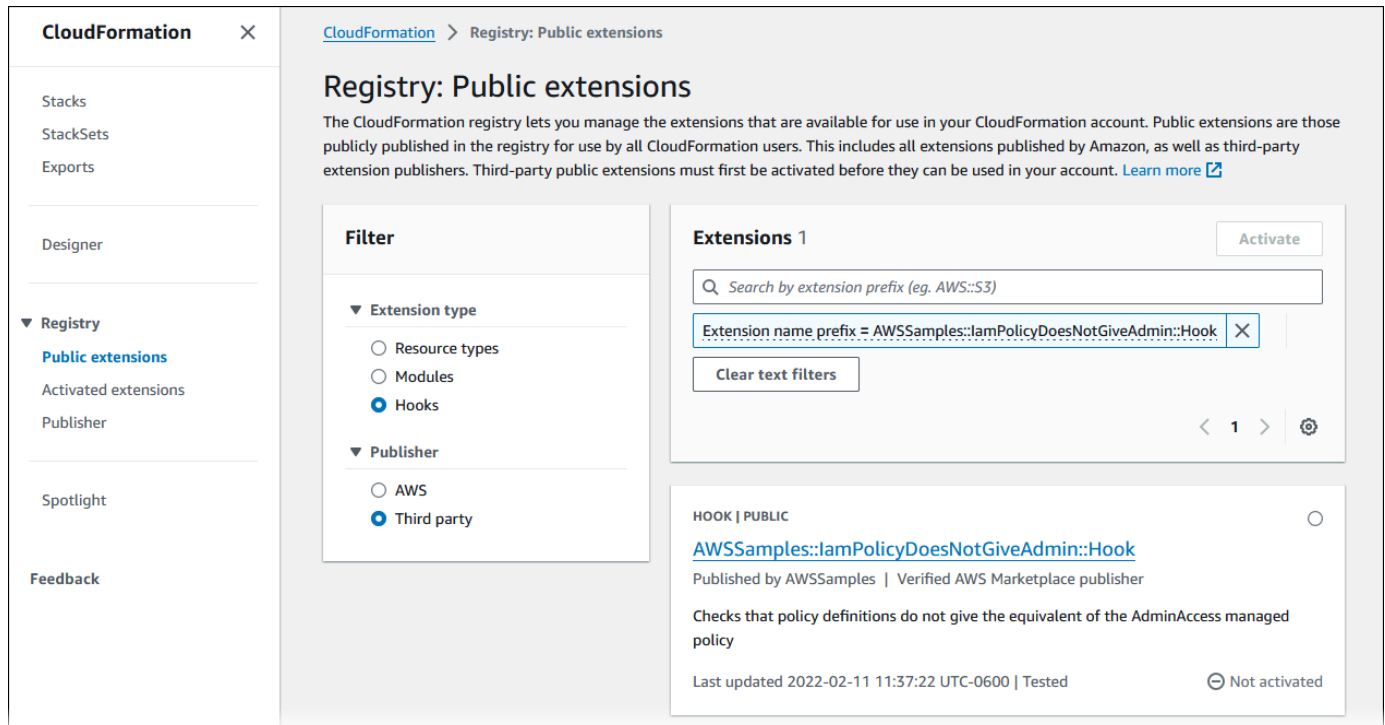 CloudFormation
Stacks
StackSets
Exports
Designer
Registry
Public extensions
Activated extensions
Publisher
Spotlight
Feedback
CloudFormation > Registry: Public extensions
Registry: Public extensions
The CloudFormation registry lets you manage the extensions that are available for use in your CloudFormation account. Public extensions are those
publicly published in the registry for use by all CloudFormation users. This includes all extensions published by Amazon, as well as third-party
extension publishers. Third-party public extensions must first be activated before they can be used in your account. Learn more
Filter
Extension type
Resource types
Modules
Hooks
Publisher
AWS
Third party
Extensions 1
Activate
Search by extension prefix (eg. AWS::S3)
Extension name prefix = AWSSamples::IamPolicyDoesNotGiveAdmin::Hook
Clear text filters
1
HOOK | PUBLIC
AWSSamples::IamPolicyDoesNotGiveAdmin::Hook
Published by AWSSamples | Verified AWS Marketplace publisher
Checks that policy definitions do not give the equivalent of the AdminAccess managed
policy
Last updated 2022-02-11 11:37:22 UTC-0600 | Tested
Not activated